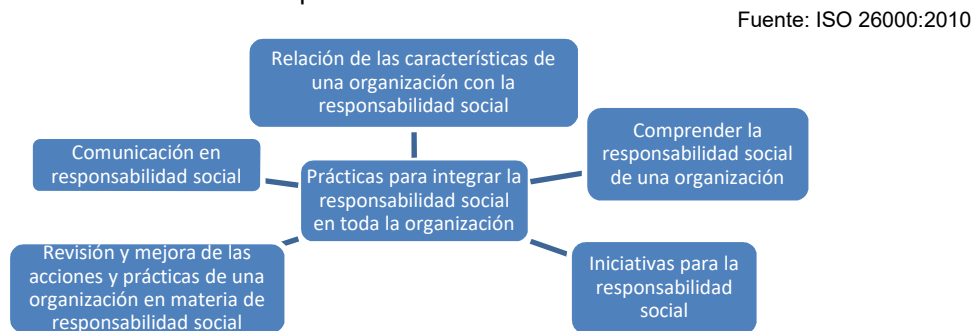 Fuente: ISO 26000:2010
Relación de las características de
una organización con la
responsabilidad social
Comprender la
responsabilidad social
de una organización
Comunicación en
responsabilidad social
Prácticas para integrar la
responsabilidad social
en toda la organización
Revisión y mejora de las
acciones y prácticas de una
organización en materia de
responsabilidad social
Iniciativas para la
responsabilidad
social